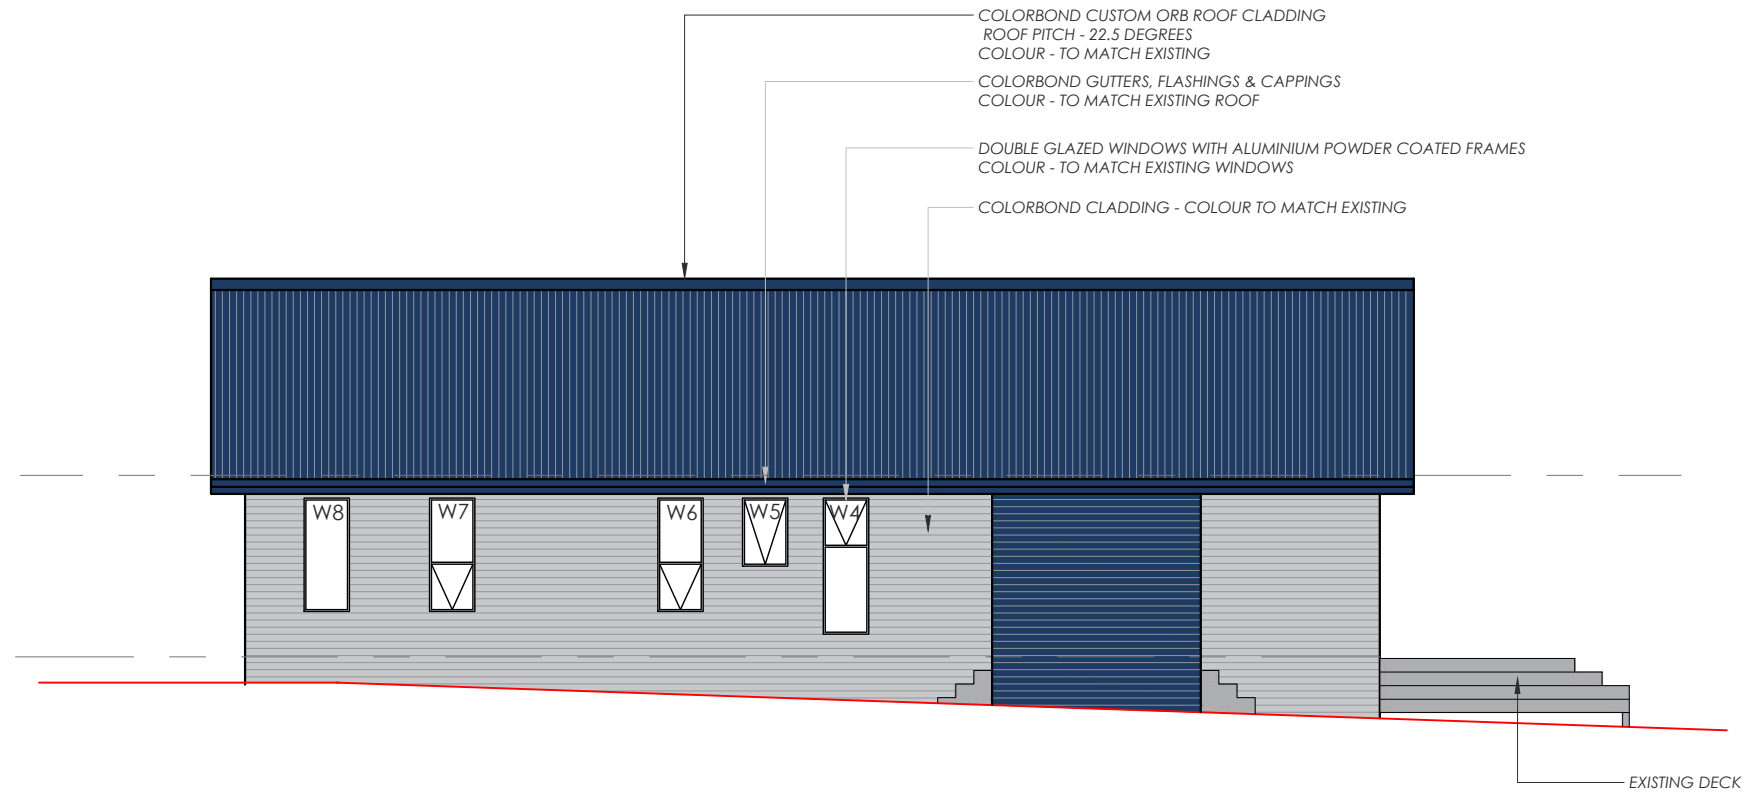 COLORBOND CUSTOM ORB ROOF CLADDING
ROOF PITCH - 22.5 DEGREES
COLOUR - TO MATCH EXISTING
COLORBOND GUTTERS, FLASHINGS & CAPPINGS
COLOUR - TO MATCH EXISTING ROOF
DOUBLE GLAZED WINDOWS WITH ALUMINIUM POWDER COATED FRAMES
COLOUR - TO MATCH EXISTING WINDOWS
COLORBOND CLADDING - COLOUR TO MATCH EXISTING
W8
W7
W6
W5
W4
EXISTING DECK